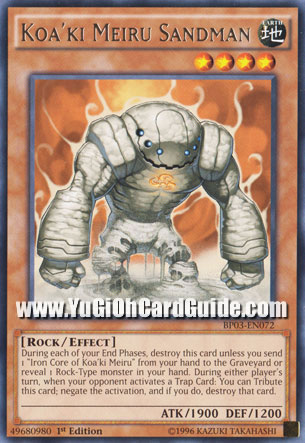 Koa'ki Meiru Sandman
EARTH
地
www.YuGiOhCardGuide.com
BP03-EN072
[Rock/Effect]
During each of your End Phases, destroy this card unless you send
1 "Iron Core of Koa'ki Meiru" from your hand to the Graveyard or
reveal 1 Rock-Type monster in your hand. During either player's
turn, when your opponent activates a Trap Card: You can Tribute
this card; negate the activation, and if you do, destroy that card.
ATK/1900 DEF/1200
49680980 1st Edition ©1996 KAZUKI TAKAHASHI